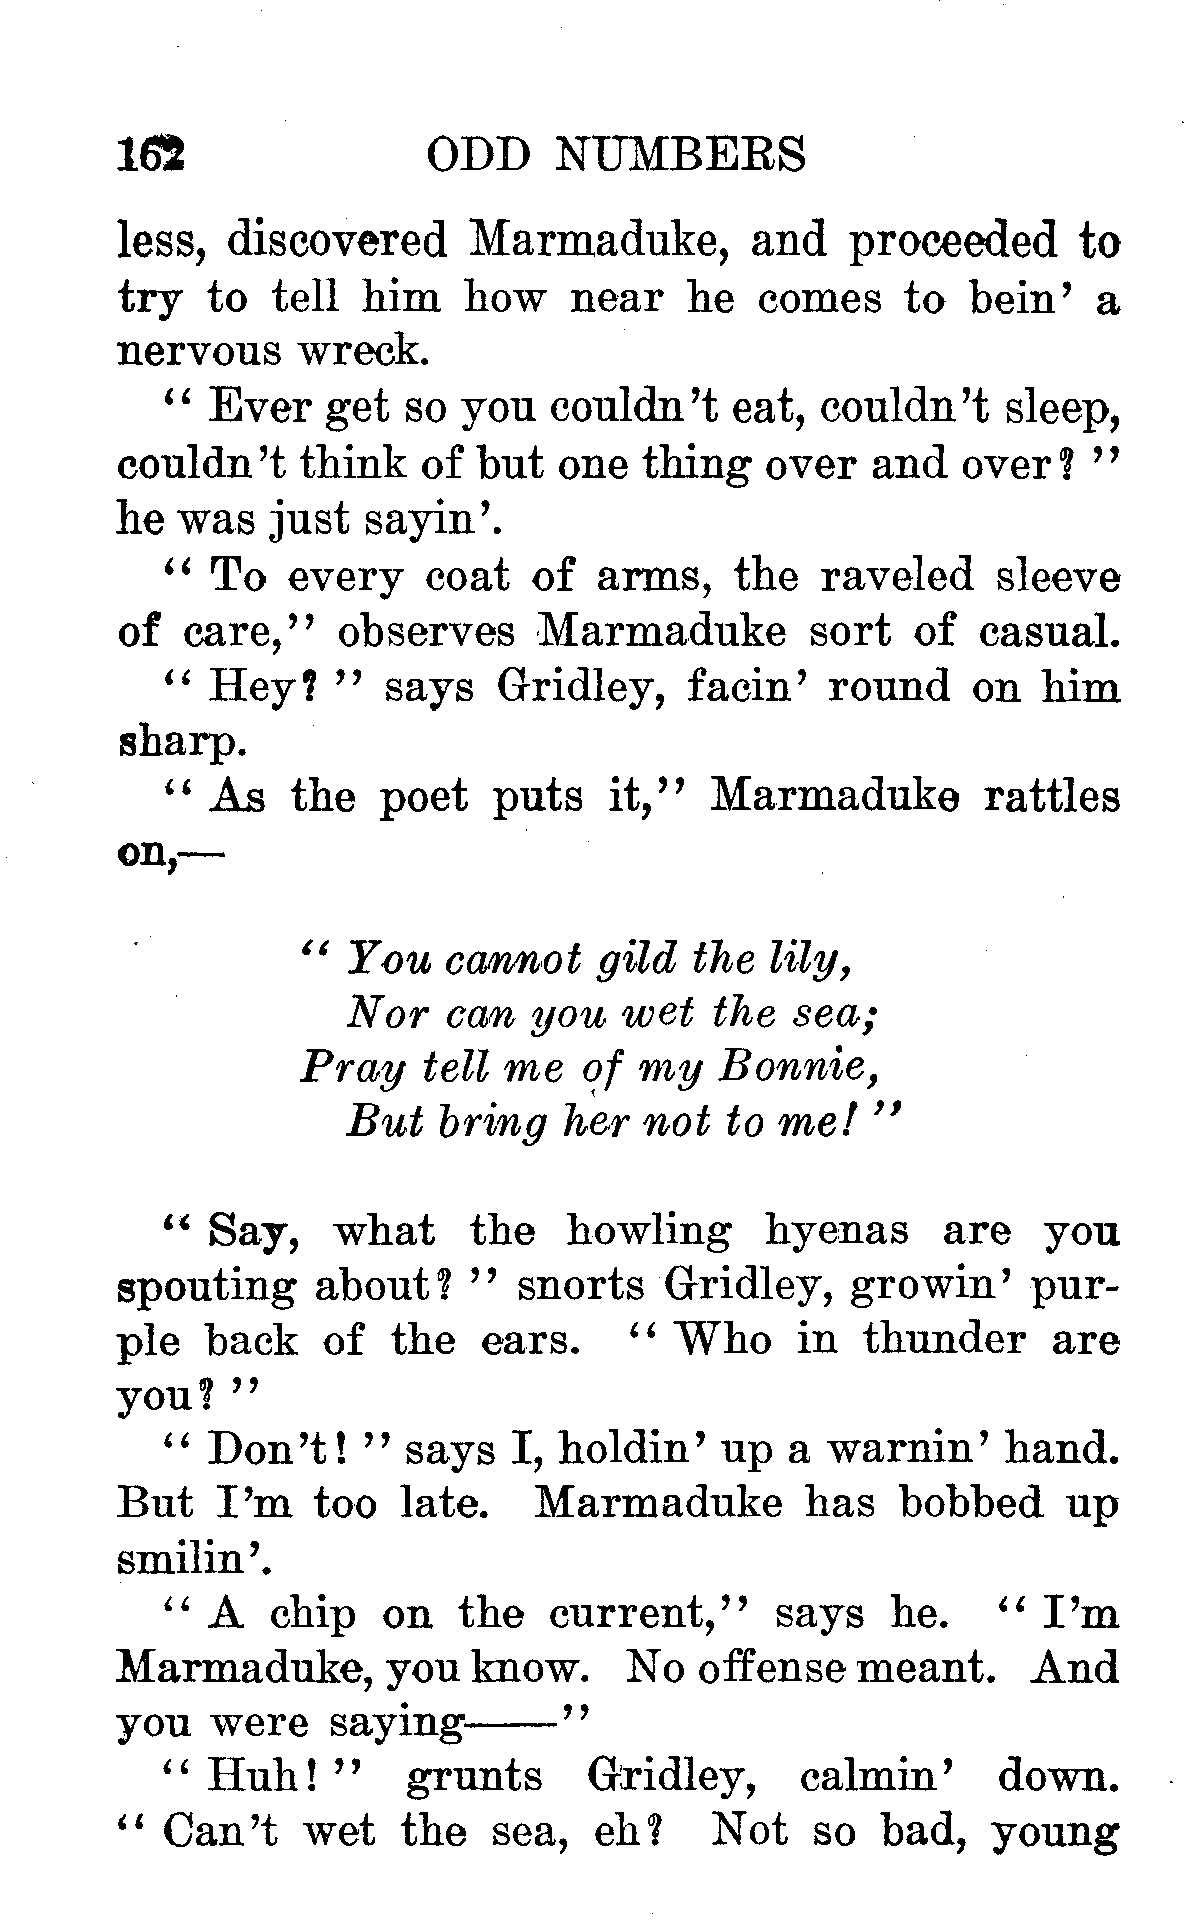 162 ODD NUMBERS
less, discovered Marmaduke, and proceeded to
try to tell him how near he comes to bein' a
nervous wreck.
"Ever get so you couldn't eat, couldn't sleep,
couldn't think of but one thing over and over?"
he was just sayin'.
"To every coat of arms, the raveled sleeve
of care," observes Marmaduke sort of casual.
"Hey?" says Gridley, facin' round on him
sharp.
"As the poet puts it," Marmaduke rattles
on,—
"You cannot gild the lily,
Nor can you wet the sea;
Pray tell me of my Bonnie,
But bring her not to me!"
"Say, what the howling hyenas are you
spouting about?" snorts Gridley, growin' pur-
ple back of the ears. "Who in thunder are
you?"
"Don't!" says I, holdin' up a warnin' hand.
But I'm too late. Marmaduke has bobbed up
smilin'.
"A chip on the current," says he. "I'm
Marmaduke, you know. No offense meant. And
you were saying——"
"Huh!" grunts Gridley, calmin' down.
"Can't wet the sea, eh? Not so bad, young